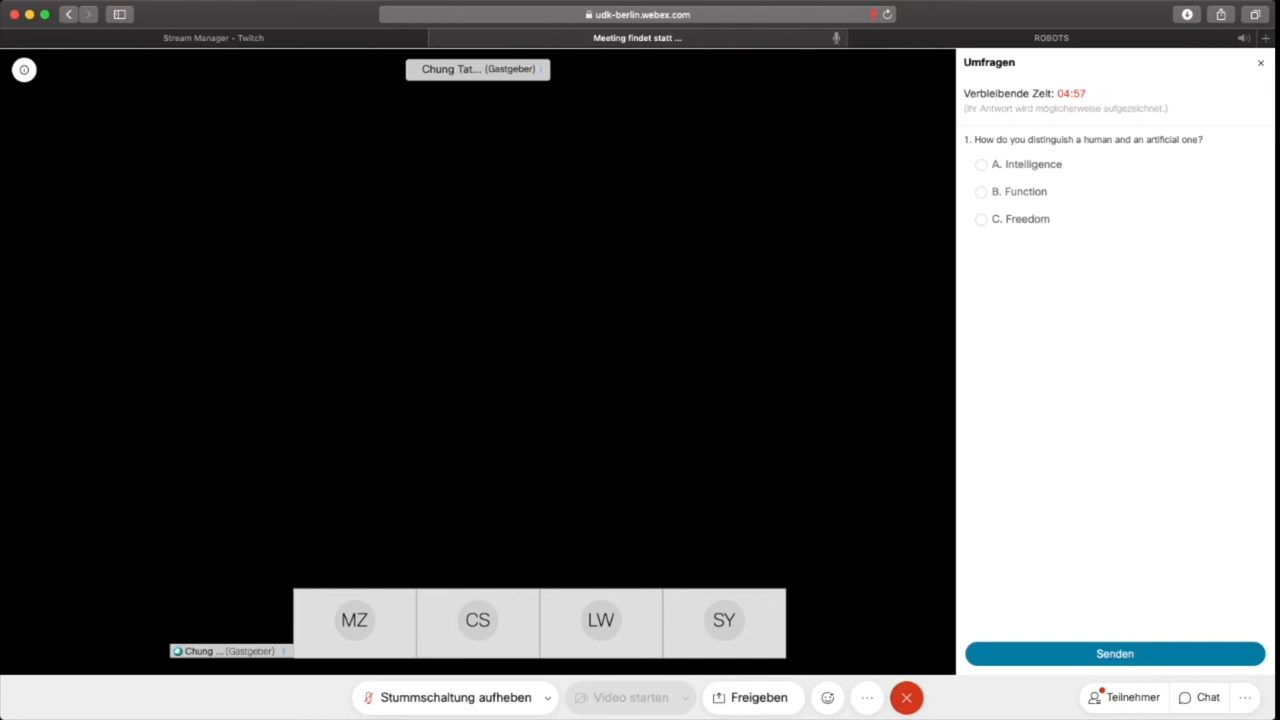 udk-berlin.webex.com
Stream Manager - Twitch
Meeting findet statt ...
ROBOTS
Chung Tat... (Gastgeber)
Umfragen
Verbleibende Zeit: 04:57
(Ihr Antwort wird möglicherweise aufgezeichnet.)
1. How do you distinguish a human and an artificial one?
A. Intelligence
B. Function
C. Freedom
MZ
CS
LW
SY
Chung ... (Gastgeber)
Senden
Stummschaltung aufheben
Video starten
Freigeben
Teilnehmer
Chat